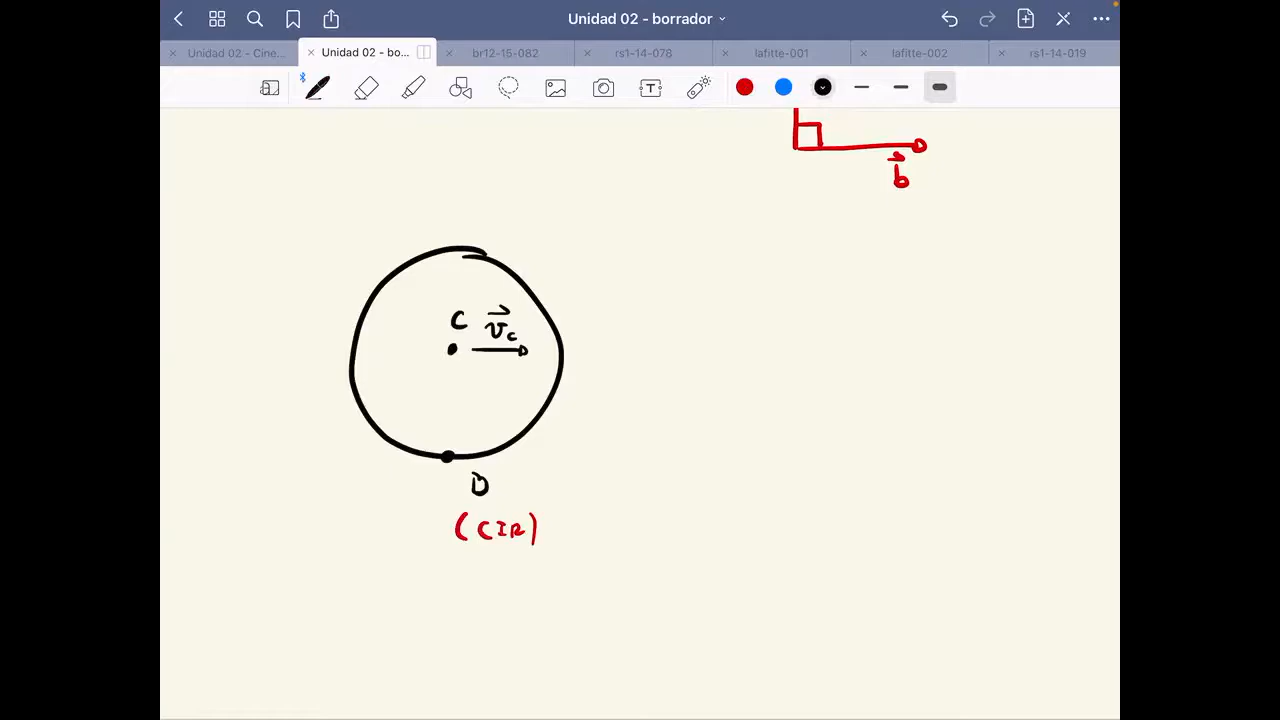 Unidad 02 - borrador
Unidad 02 - Cine...
Unidad 02 - bo...
br12-15-082
rs1-14-078
lafitte-001
lafitte-002
rs1-14-019
T
b
C
v_c
D
(CIR)